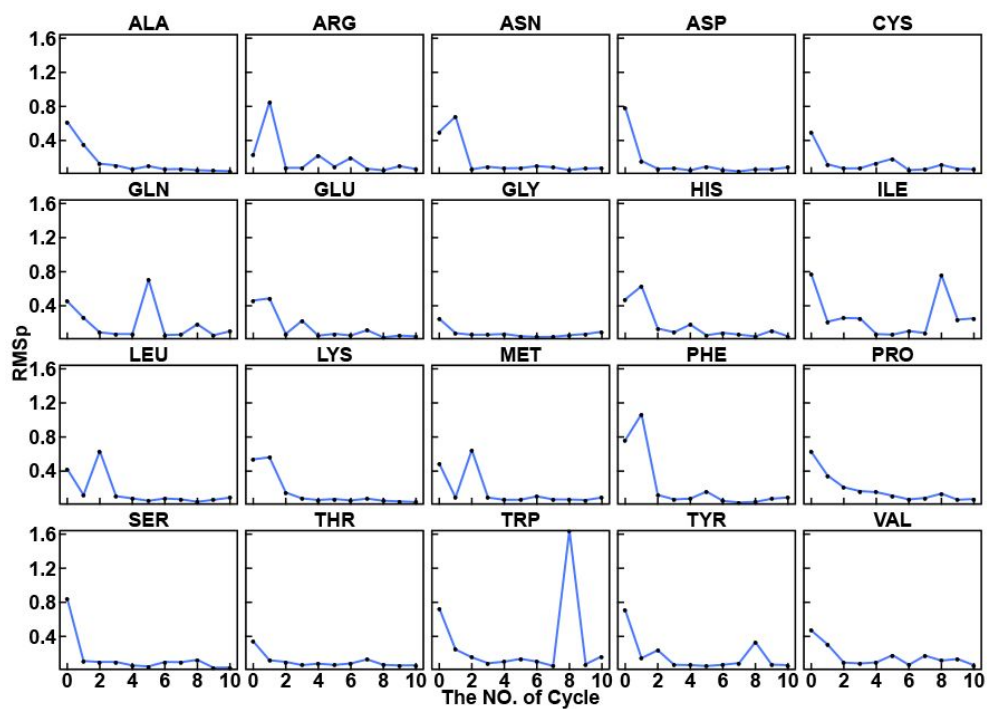 ALA ARG ASN ASP CYS
1.6
1.2
0.8
0.4
GLN GLU GLY HIS ILE
1.6
1.2
0.8
0.4
RMSp
LEU LYS MET PHE PRO
1.6
1.2
0.8
0.4
SER THR TRP TYR VAL
1.6
1.2
0.8
0.4
0 2 4 6 8 10 0 2 4 6 8 10 0 2 4 6 8 10 0 2 4 6 8 10 0 2 4 6 8 10
The NO. of Cycle